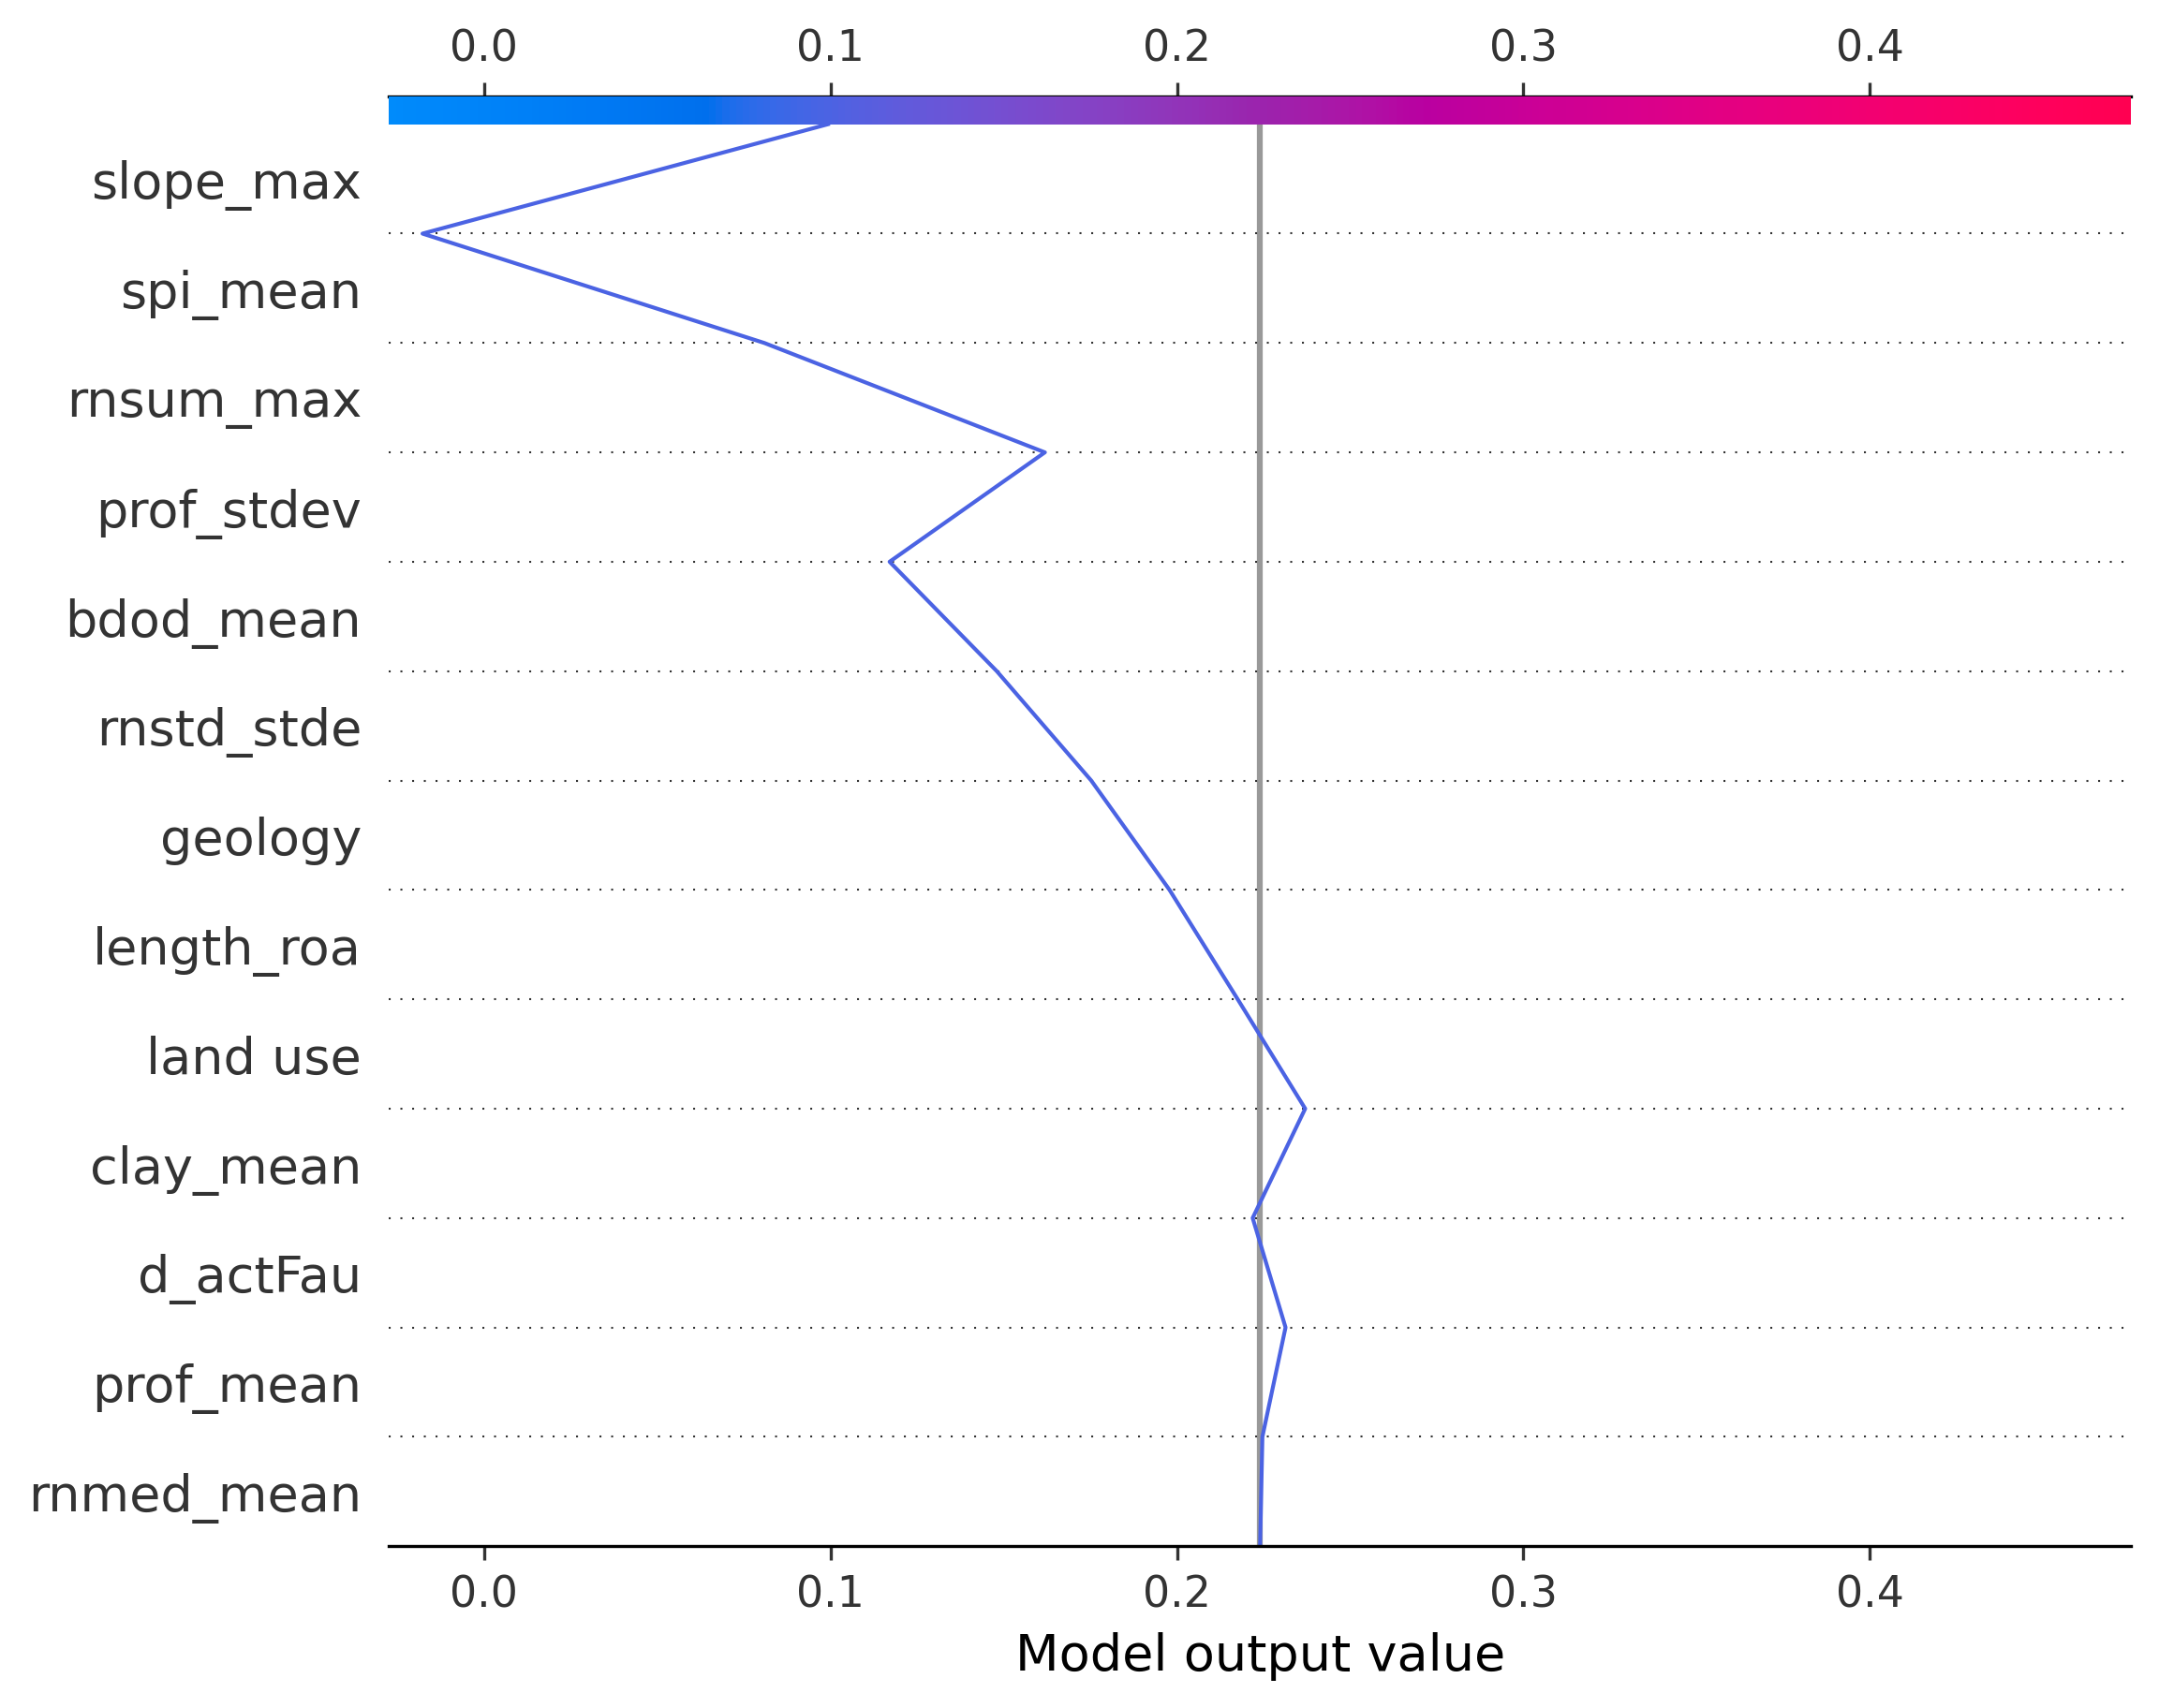 0.0 0.1 0.2 0.3 0.4
slope_max
spi_mean
rnsum_max
prof_stdev
bdod_mean
rnstd_stde
geology
length_roa
land use
clay_mean
d_actFau
prof_mean
rnmed_mean
0.0 0.1 0.2 0.3 0.4
Model output value